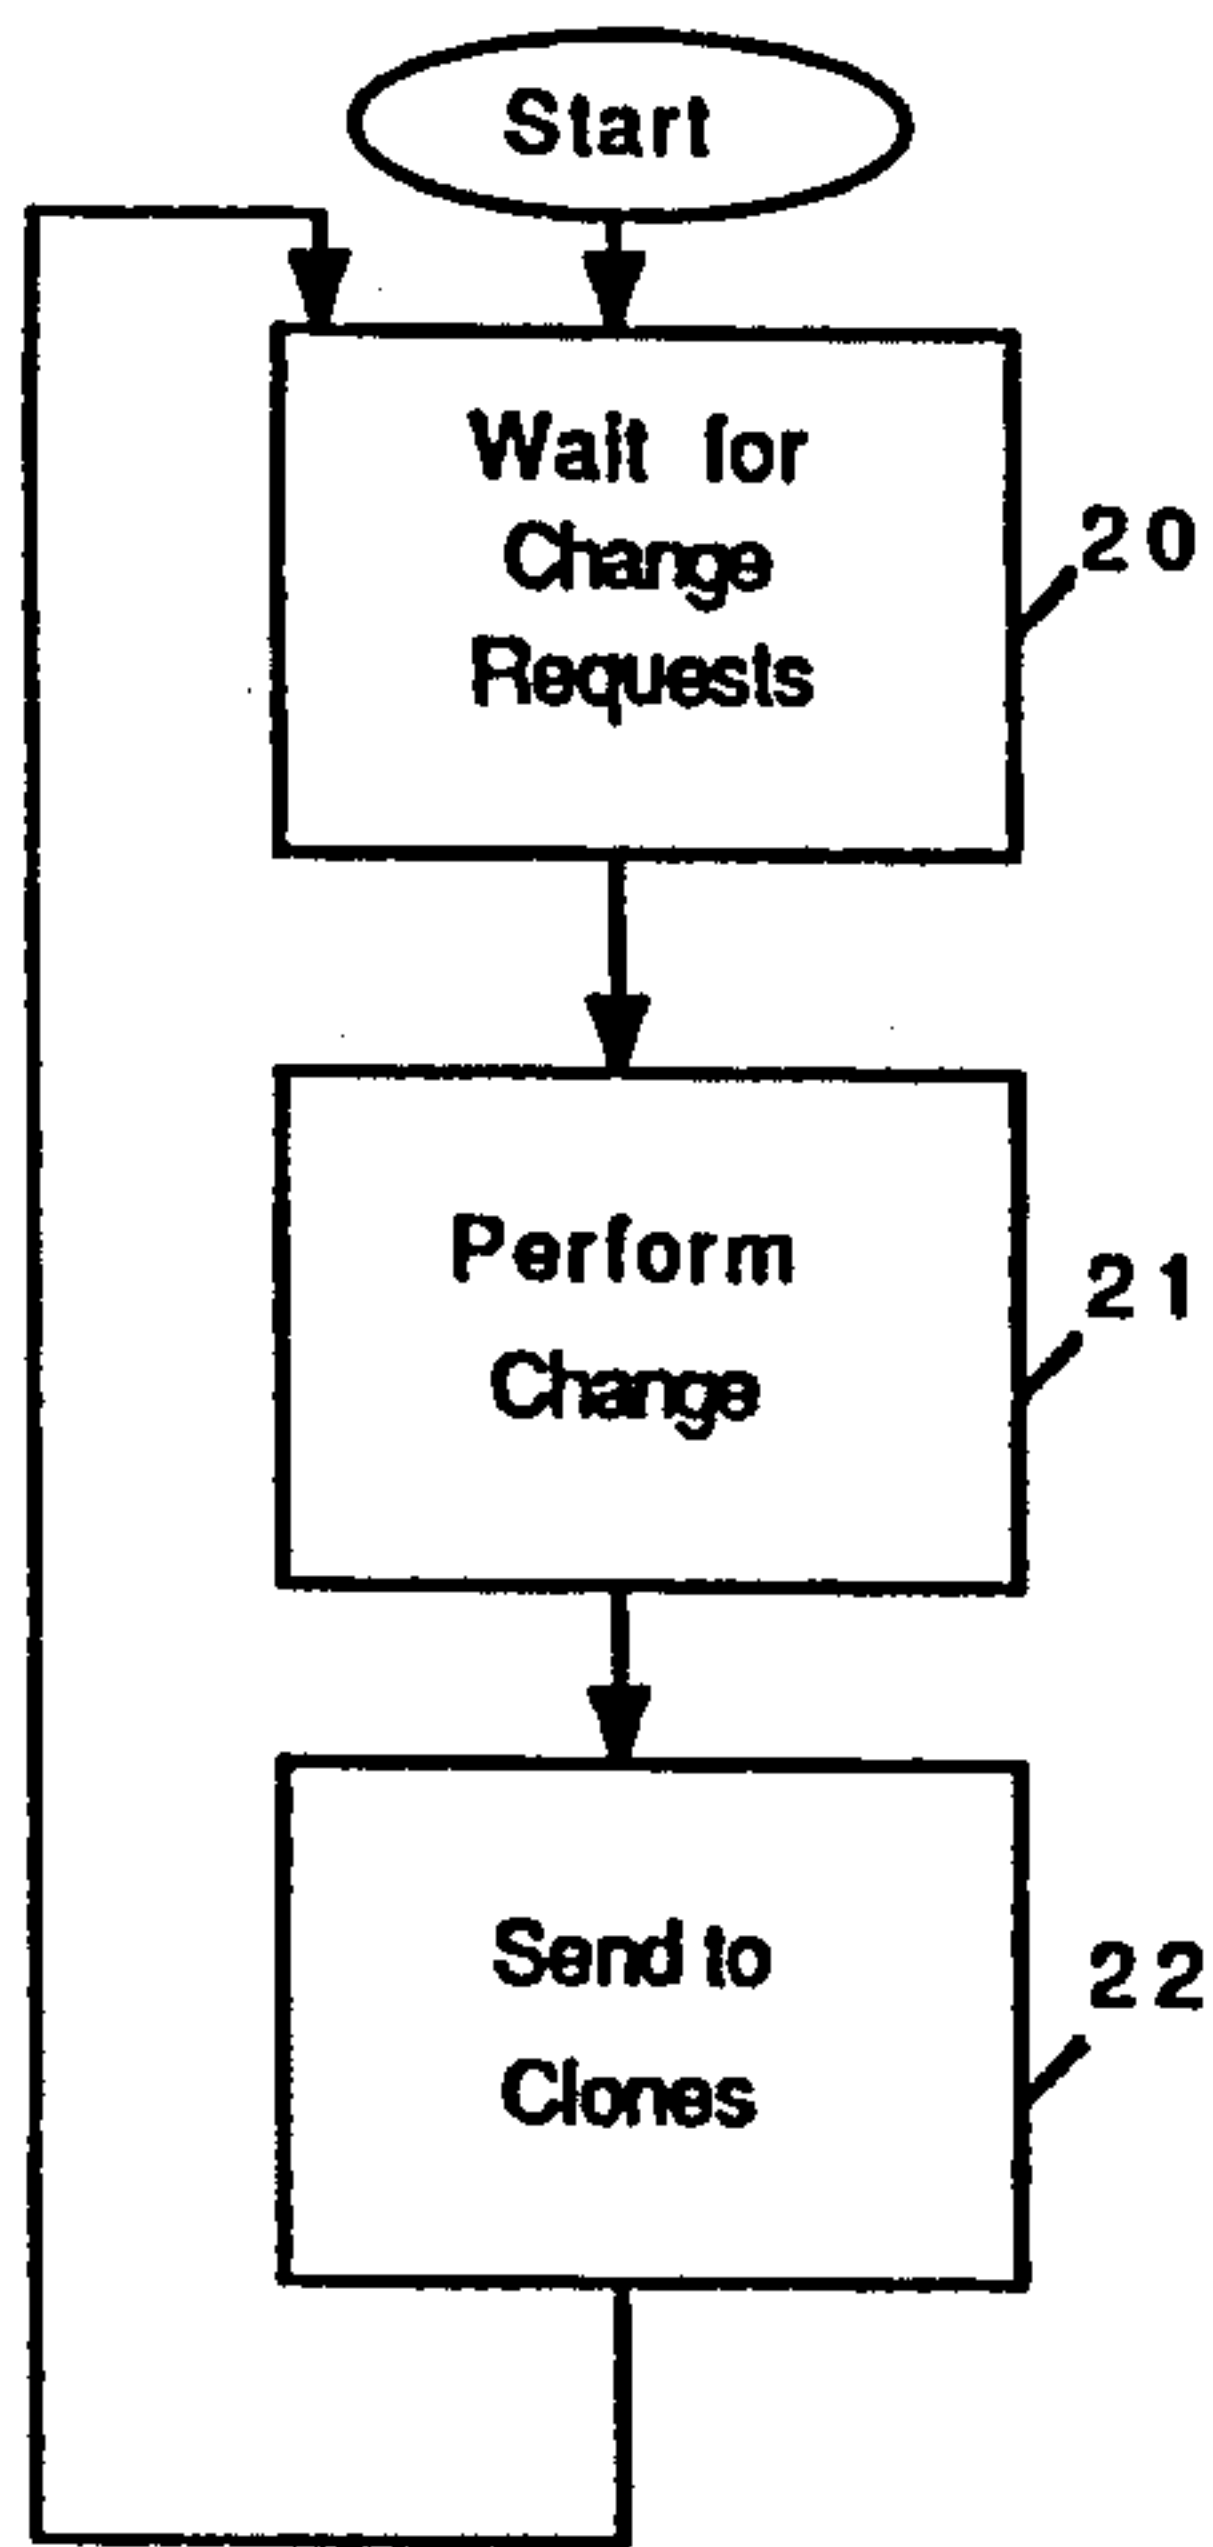 Start
Wait for
Change
Requests
20
Perform
Change
21
Send to
Clones
22